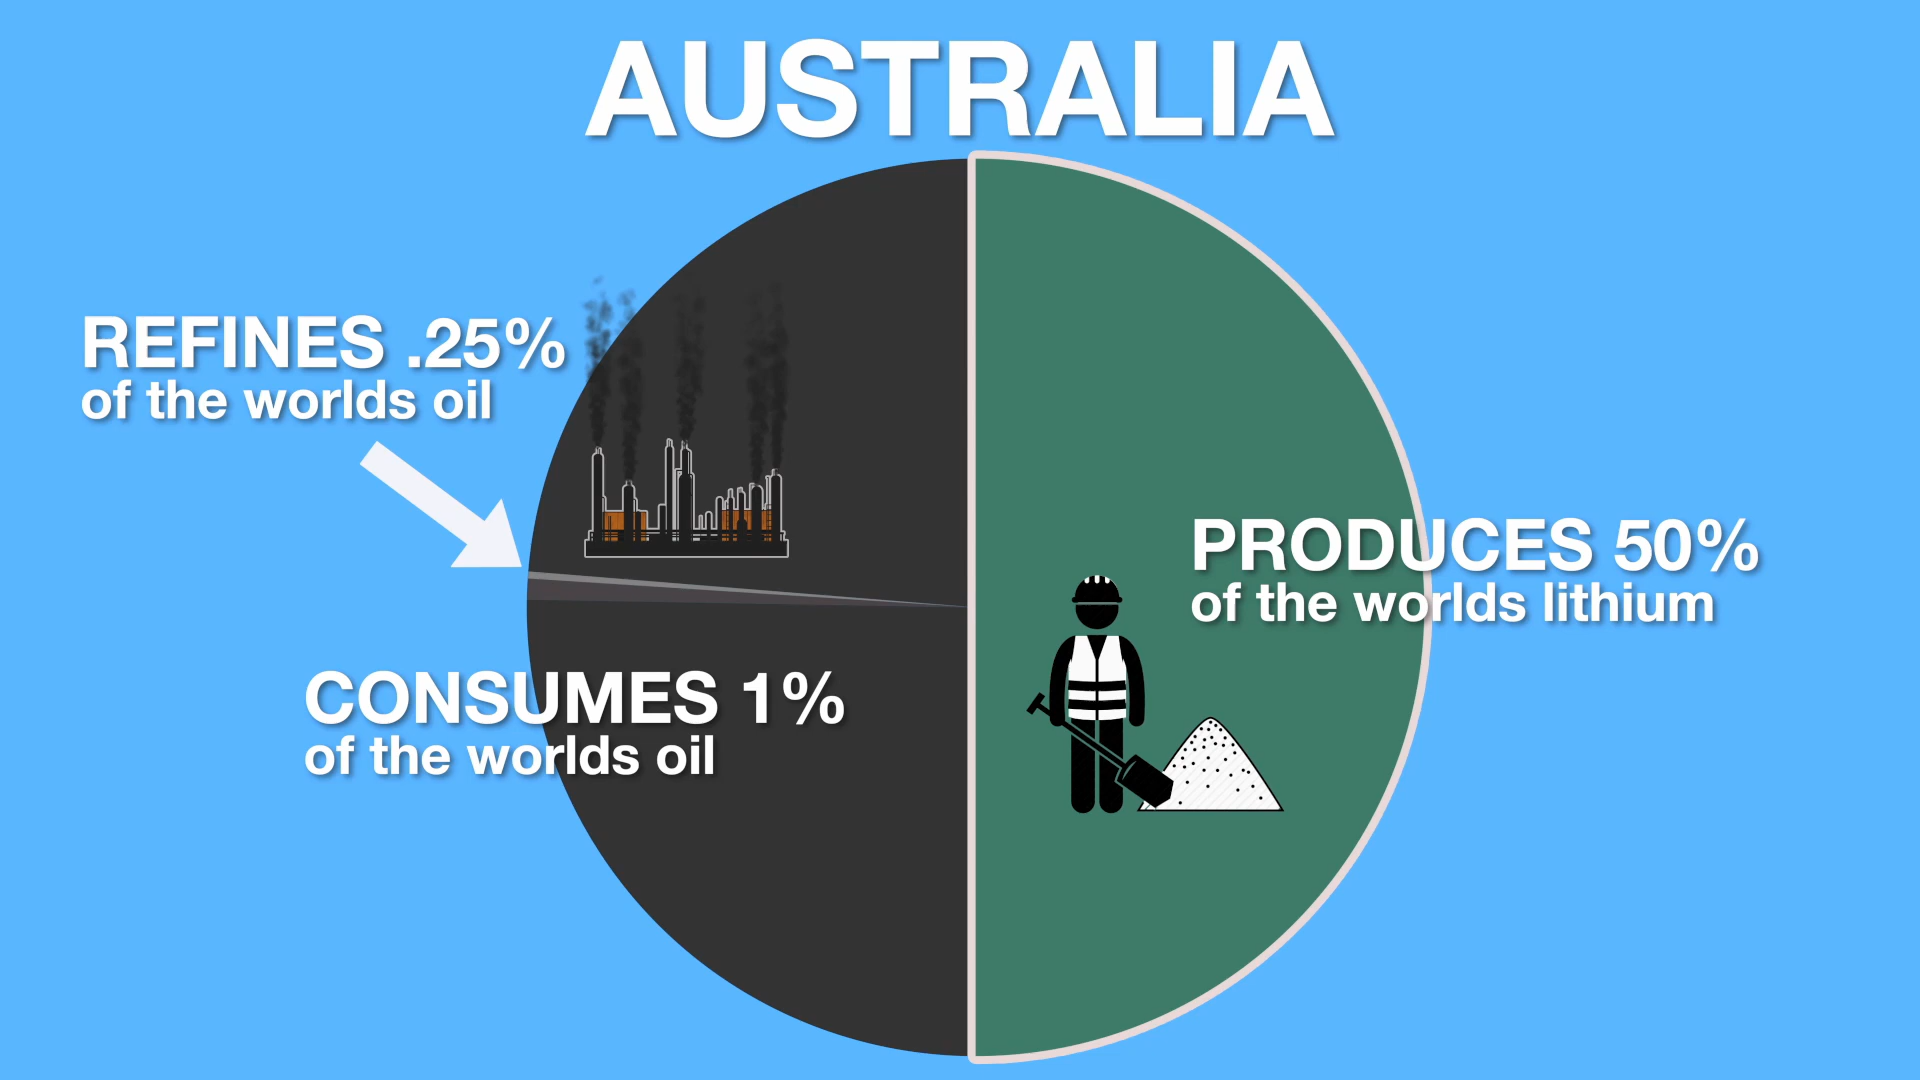 AUSTRALIA
REFINES .25%
of the worlds oil
PRODUCES 50%
of the worlds lithium
CONSUMES 1%
of the worlds oil